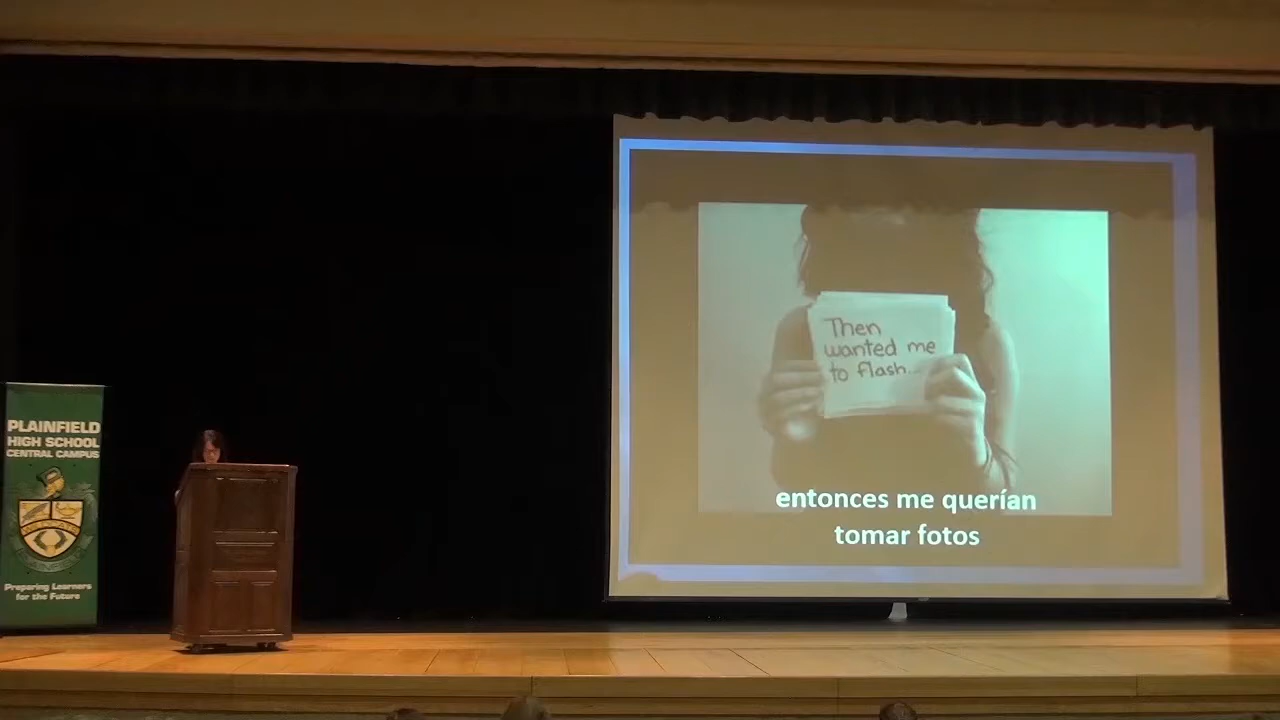 PLAINFIELD
HIGH SCHOOL
CENTRAL CAMPUS
Preparing Learners
for the Future
Then
wanted me
to flash...
entonces me querían
tomar fotos